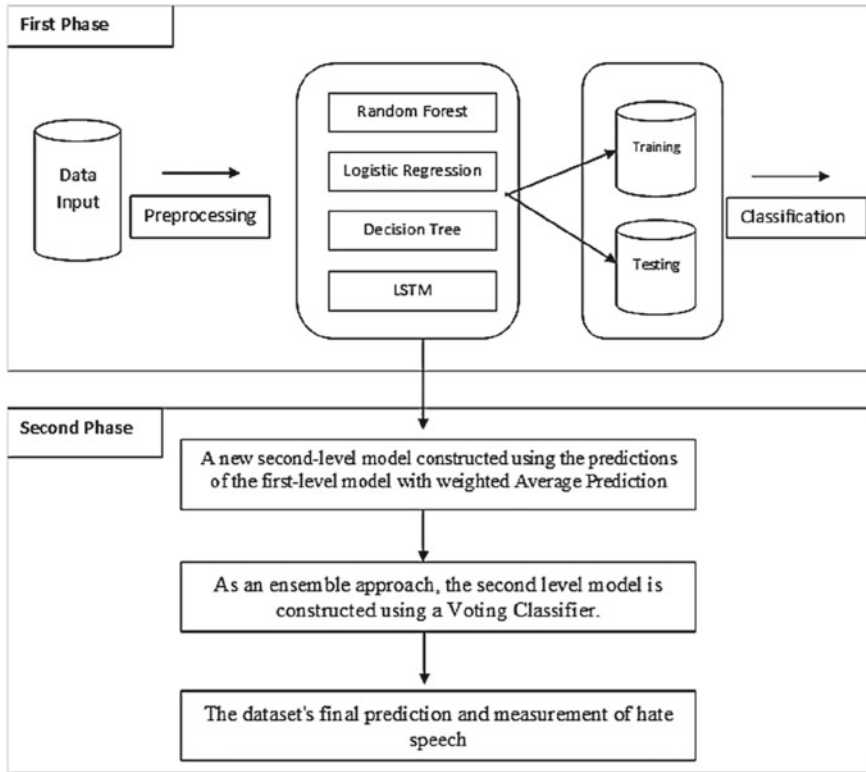 First Phase
Data
Input
Preprocessing
Random Forest
Logistic Regression
Decision Tree
LSTM
Training
Testing
Classification
Second Phase
A new second-level model constructed using the predictions
of the first-level model with weighted Average Prediction
As an ensemble approach, the second level model is
constructed using a Voting Classifier.
The dataset's final prediction and measurement of hate
speech